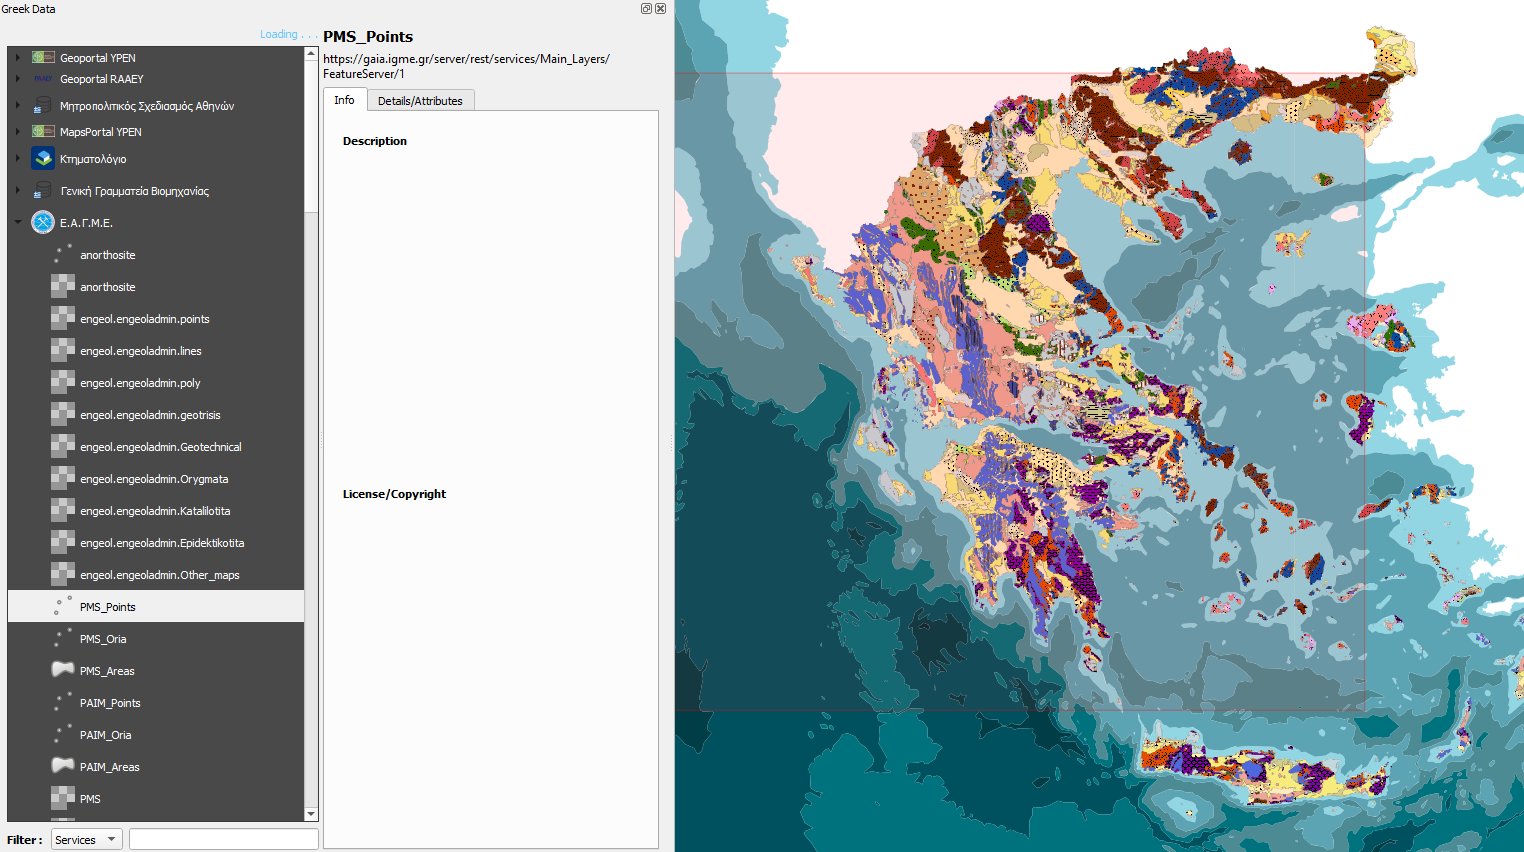 Greek Data
Loading . . .
Geoportal YPEN
Geoportal RAAEY
Μητροπολιτικός Σχεδιασμός Αθηνών
MapsPortal YPEN
Κτηματολόγιο
Γενική Γραμματεία Βιομηχανίας
Ε.Α.Γ.Μ.Ε.
anorthosite
anorthosite
engeol.engeoladmin.points
engeol.engeoladmin.lines
engeol.engeoladmin.poly
engeol.engeoladmin.geotrisis
engeol.engeoladmin.Geotechnical
engeol.engeoladmin.Orygmata
engeol.engeoladmin.Katalilotita
engeol.engeoladmin.Epidektikotita
engeol.engeoladmin.Other_maps
PMS_Points
PMS_Oria
PMS_Areas
PAIM_Points
PAIM_Oria
PAIM_Areas
PMS
Filter :
Services
PMS_Points
https://gaia.igme.gr/server/rest/services/Main_Layers/
FeatureServer/1
Info
Details/Attributes
Description
License/Copyright